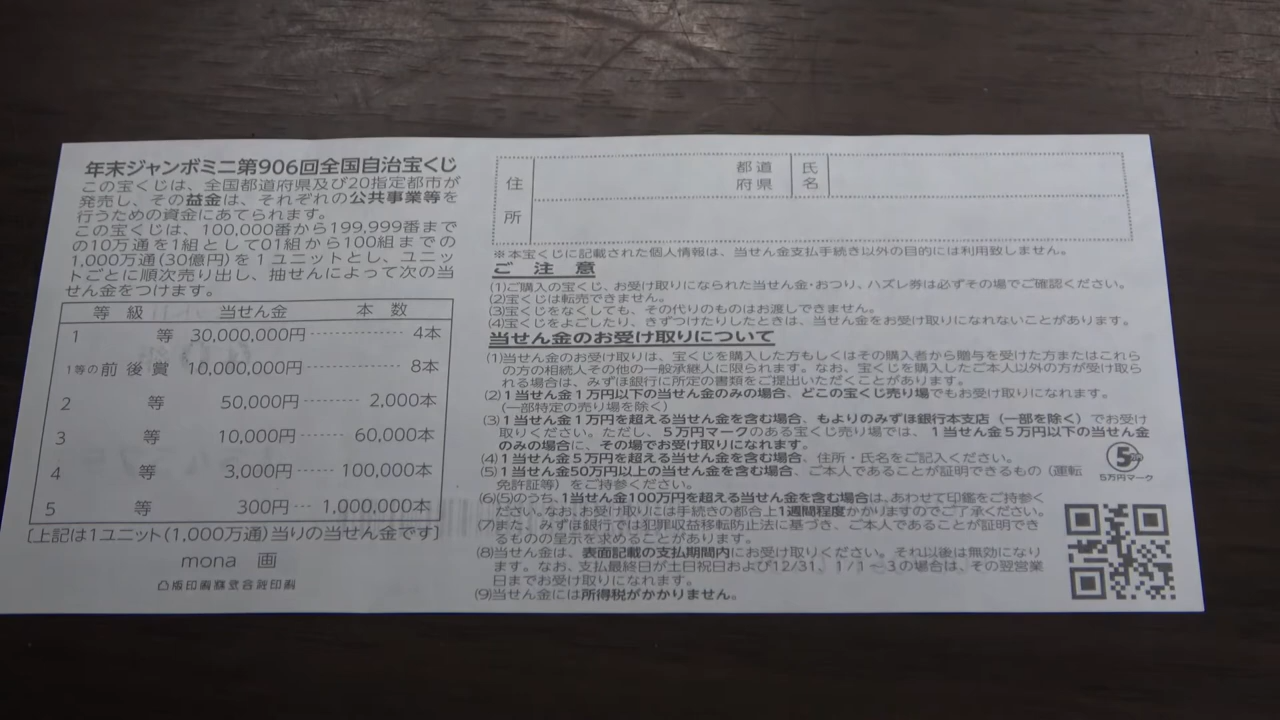 年末ジャンボミニ第906回全国自治宝くじ
この宝くじは、全国都道府県及び20指定都市が
発売し、その益金は、それぞれの公共事業等を
行うための資金にあてられます。
この宝くじは、100,000番から199,999番まで
の10万通を1組として01組から100組までの
1,000万通(30億円)を1ユニットとし、ユニッ
トごとに順次売り出し、抽せんによって次の当
せん金をつけます。
等級 当せん金 本数
1等 30,000,000円 4本
1等の前後賞 10,000,000円 8本
2等 50,000円 2,000本
3等 10,000円 60,000本
4等 3,000円 100,000本
5等 300円 1,000,000本
[上記は1ユニット(1,000万通)当りの当せん金です]
mona 画
凸版印刷株式会社印刷
住所 都道府県 氏名
※本宝くじに記載された個人情報は、当せん金支払手続き以外の目的には利用致しません。
ご注意
(1)ご購入の宝くじ、お受け取りになられた当せん金・おつり、ハズレ券は必ずその場でご確認ください。
(2)宝くじは転売できません。
(3)宝くじをなくしても、その代りのものはお渡しできません。
(4)宝くじをよごしたり、きずつけたりしたときは、当せん金をお受け取りになれないことがあります。
当せん金のお受け取りについて
(1)当せん金のお受け取りは、宝くじを購入した方もしくはその購入者から贈与を受けた方またはこれら
の方の相続人その他の一般承継人に限られます。なお、宝くじを購入したご本人以外の方が受け取ら
れる場合は、みずほ銀行に所定の書類をご提出いただくことがあります。
(2)1当せん金1万円以下の当せん金のみの場合、どこの宝くじ売り場でもお受け取りになれます。
(一部特定の売り場を除く)
(3)1当せん金1万円を超える当せん金を含む場合、もよりのみずほ銀行本支店(一部を除く)でお受け
取りください。ただし、5万円マークのある宝くじ売り場では、1当せん金5万円以下の当せん金
のみの場合に、その場でお受け取りになれます。
(4)1当せん金5万円を超える当せん金を含む場合、住所・氏名をご記入ください。
(5)1当せん金50万円以上の当せん金を含む場合、ご本人であることが証明できるもの(運転
免許証等)をご持参ください。
(6)(5)のうち、1当せん金100万円を超える当せん金を含む場合は、あわせて印鑑をご持参く
ださい。なお、お受け取りには手続きの都合上1週間程度かかりますのでご了承ください。
(7)また、みずほ銀行では犯罪収益移転防止法に基づき、ご本人であることが証明でき
るものの呈示を求めることがあります。
(8)当せん金は、表面記載の支払期間内にお受け取りください。それ以後は無効になり
ます。なお、支払最終日が土日祝日および12/31、1/1〜3の場合は、その翌営業
日までお受け取りになれます。
(9)当せん金には所得税がかかりません。
5
5万円マーク